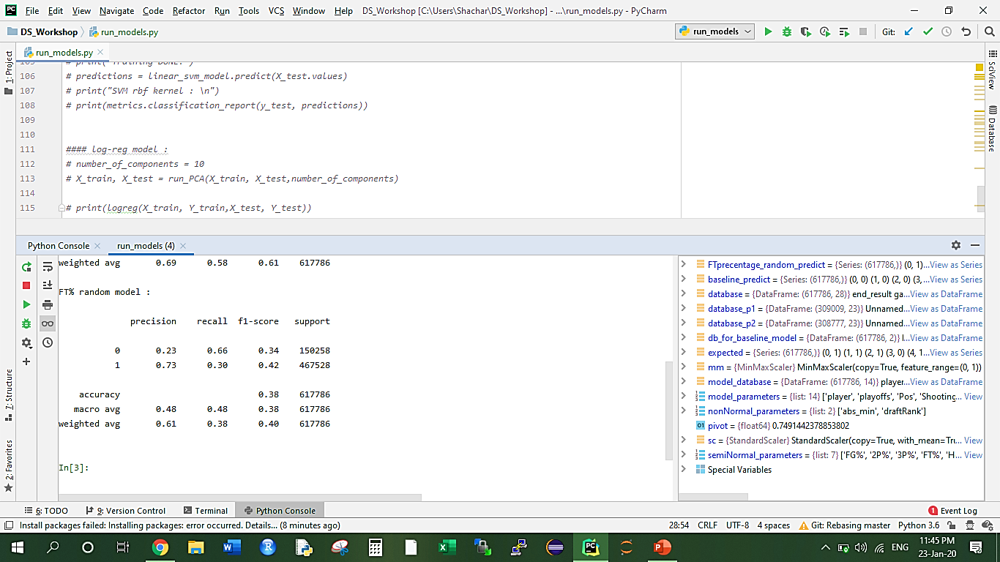 File Edit View Navigate Code Refactor Run Tools VCS Git Window Help DS_Workshop [C:\Users\Shachar\DS_Workshop] - ...\run_models.py - PyCharm
DS_Workshop run_models.py run_models Git:
run_models.py
1: Project
SciView
Database
105 # print("Training DONE!")
106 # predictions = linear_svm_model.predict(X_test.values)
107 # print("SVM rbf kernel : \n")
108 # print(metrics.classification_report(y_test, predictions))
109
110
111 #### log-reg model :
112 # number_of_components = 10
113 # X_train, X_test = run_PCA(X_train, X_test,number_of_components)
114
115 # print(logreg(X_train, Y_train,X_test, Y_test))
Python Console run_models (4)
weighted avg 0.69 0.58 0.61 617786
FT% random model :
precision recall f1-score support
0 0.23 0.66 0.34 150258
1 0.73 0.30 0.42 467528
accuracy 0.38 617786
macro avg 0.48 0.48 0.38 617786
weighted avg 0.61 0.38 0.40 617786
In[3]:
FTprecentage_random_predict = {Series: (617786,)} (0, 1)...View as Series
baseline_predict = {Series: (617786,)} (0, 0) (1, 0) (2, 0) (3,...View as Series
database = {DataFrame: (617786, 28)} end_result ga...View as DataFrame
database_p1 = {DataFrame: (309009, 23)} Unnamed...View as DataFrame
database_p2 = {DataFrame: (308777, 23)} Unnamed...View as DataFrame
db_for_baseline_model = {DataFrame: (617786, 2)} l...View as DataFrame
expected = {Series: (617786,)} (0, 1) (1, 1) (2, 1) (3, 0) (4, 1...View as Series
mm = {MinMaxScaler} MinMaxScaler(copy=True, feature_range=(0, 1))
model_database = {DataFrame: (617786, 14)} player...View as DataFrame
model_parameters = {list: 14} ['player', 'playoffs', 'Pos', 'Shooting... View
nonNormal_parameters = {list: 2} ['abs_min', 'draftRank']
01 pivot = {float64} 0.7491442378853802
sc = {StandardScaler} StandardScaler(copy=True, with_mean=Tru... View
semiNormal_parameters = {list: 7} ['FG%', '2P%', '3P%', 'FT%', 'H... View
Special Variables
7: Structure
2: Favorites
6: TODO 9: Version Control Terminal Python Console 1 Event Log
Install packages failed: Installing packages: error occurred. Details... (8 minutes ago) 28:54 CRLF UTF-8 4 spaces Git: Rebasing master Python 3.6
ENG 11:45 PM
23-Jan-20